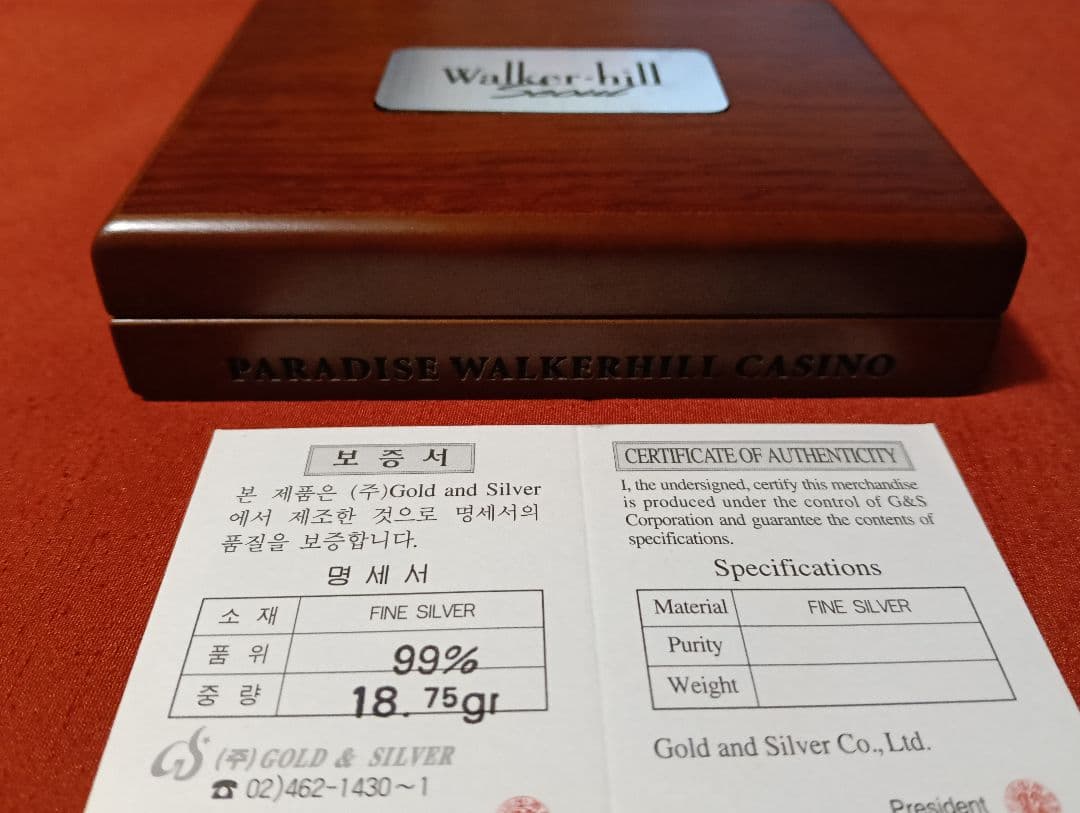 Walker-hill
Seoul
PARADISE WALKERHILL CASINO
보 증 서
본 제품은 (주)Gold and Silver
에서 제조한 것으로 명세서의
품질을 보증합니다.
명 세 서
소 재 FINE SILVER
품 위 99%
중 량 18.75gr
GS (주)GOLD & SILVER
☎ 02)462-1430~1
CERTIFICATE OF AUTHENTICITY
I, the undersigned, certify this merchandise
is produced under the control of G&S
Corporation and guarantee the contents of
specifications.
Specifications
Material FINE SILVER
Purity
Weight
Gold and Silver Co., Ltd.
President